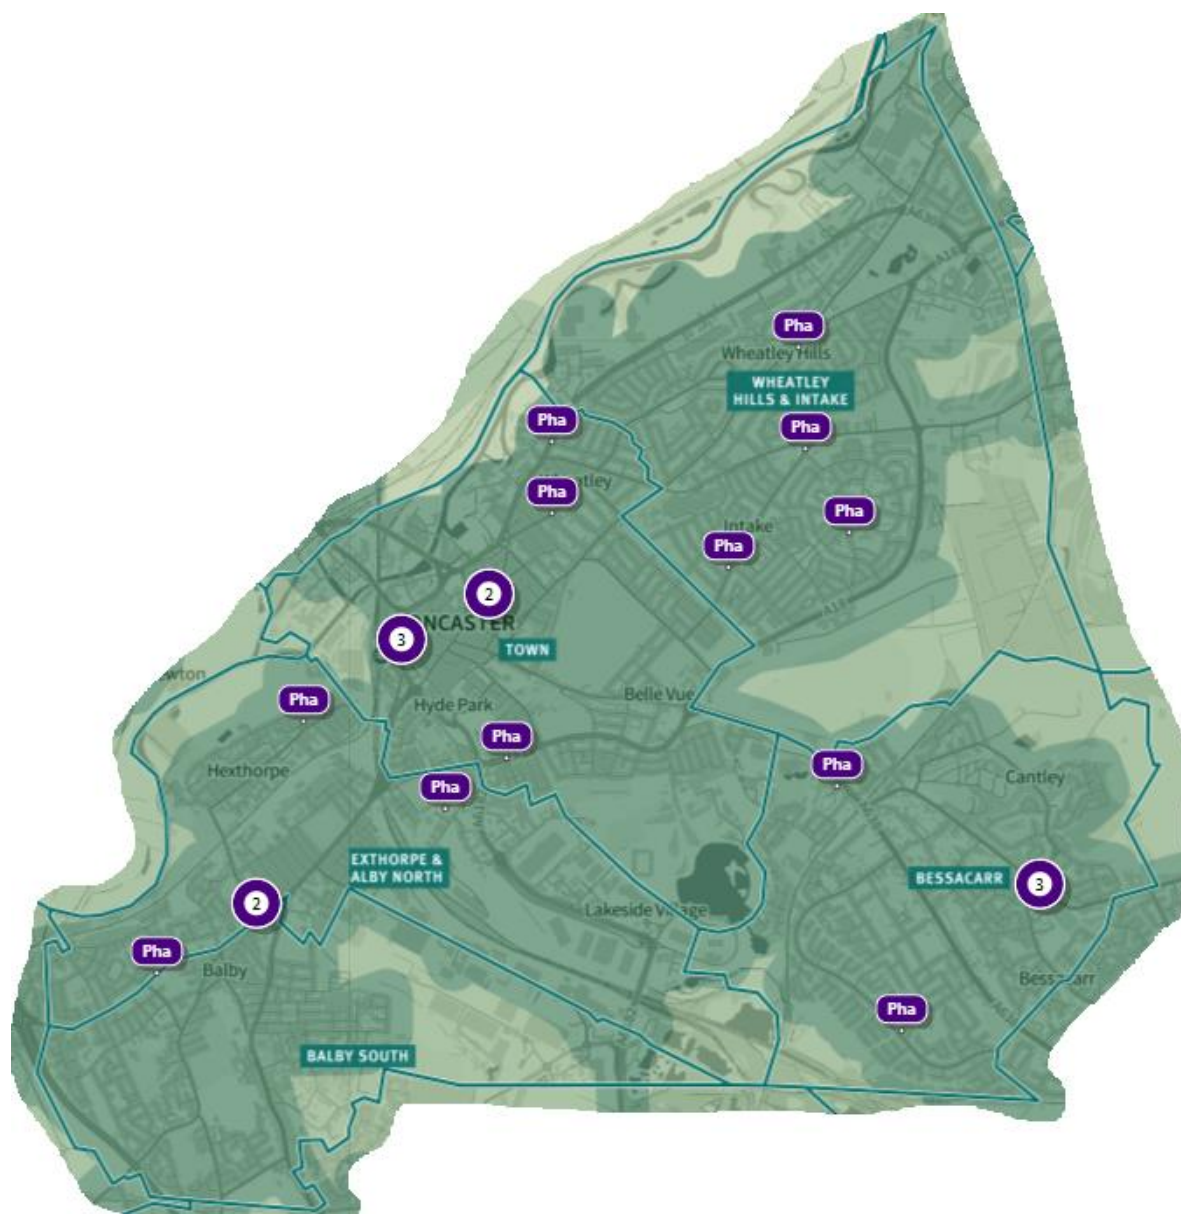 Pha
Wheatley Hills
WHEATLEY
HILLS & INTAKE
Pha
Pha
Pha
Pha
Intake
Pha
2
3
ONCASTER
TOWN
Pha
Hyde Park
Belle Vue
Pha
Hexthorpe
Pha
Pha
Cantley
EXTHORPE &
ALBY NORTH
BESSACARR
3
2
Lakeside Village
Pha
Balby
Bessacarr
Pha
BALBY SOUTH